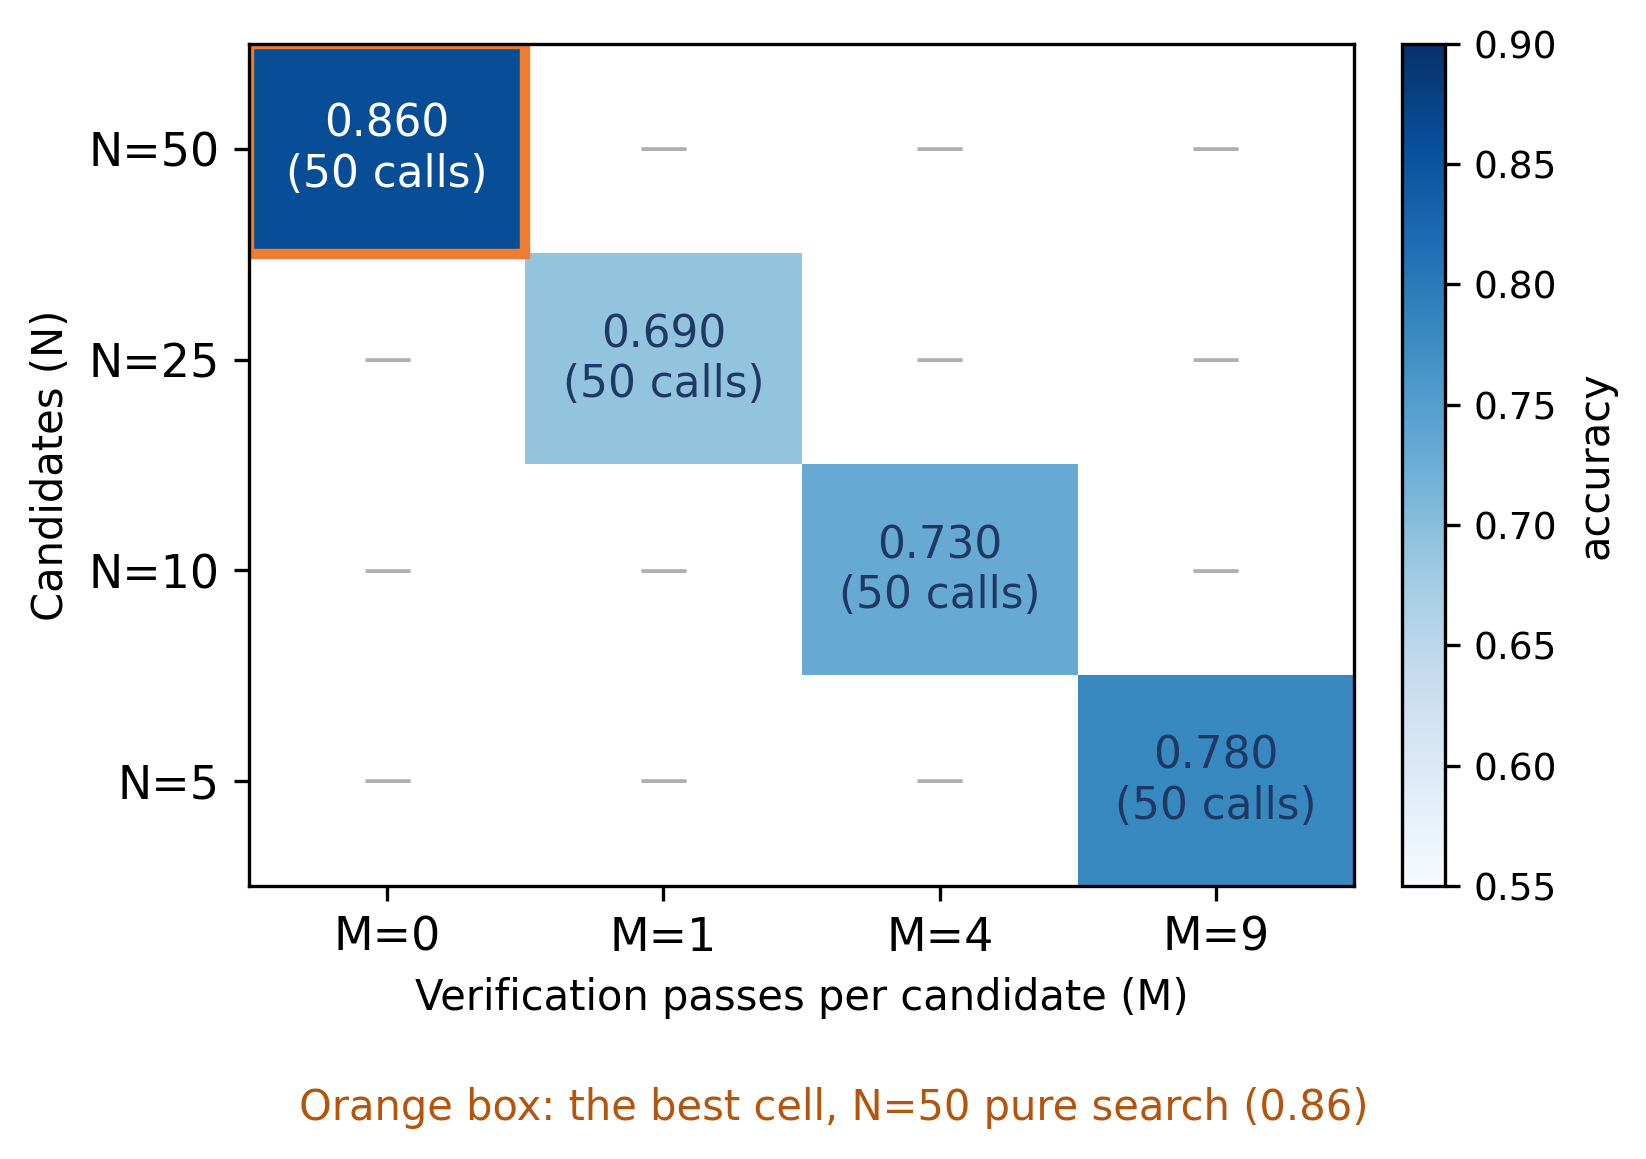 0.860
(50 calls)
—
—
—
—
0.690
(50 calls)
—
—
—
—
0.730
(50 calls)
—
—
—
—
0.780
(50 calls)
N=50
N=25
N=10
N=5
Candidates (N)
M=0 M=1 M=4 M=9
Verification passes per candidate (M)
0.90
0.85
0.80
0.75
0.70
0.65
0.60
0.55
accuracy
Orange box: the best cell, N=50 pure search (0.86)